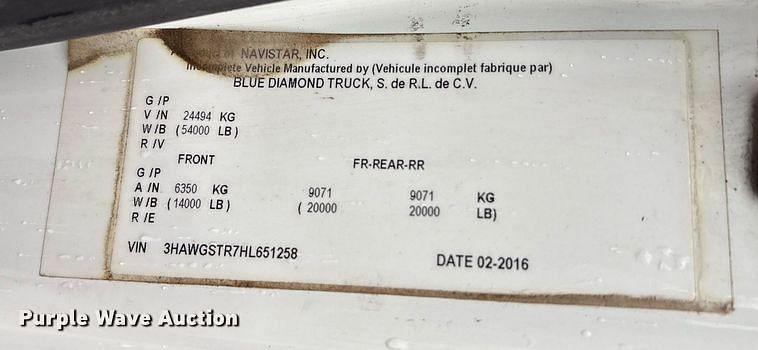 of NAVISTAR, INC.
Incomplete Vehicle Manufactured by (Vehicule incomplet fabrique par)
BLUE DIAMOND TRUCK, S. de R.L. de C.V.
G /P
V /N 24494 KG
W/B (54000 LB)
R /V
FRONT FR-REAR-RR
G /P
A /N 6350 KG 9071 9071 KG
W/B (14000 LB) (20000 20000 LB)
R /E
VIN 3HAWGSTR7HL651258 DATE 02-2016
Purple Wave Auction